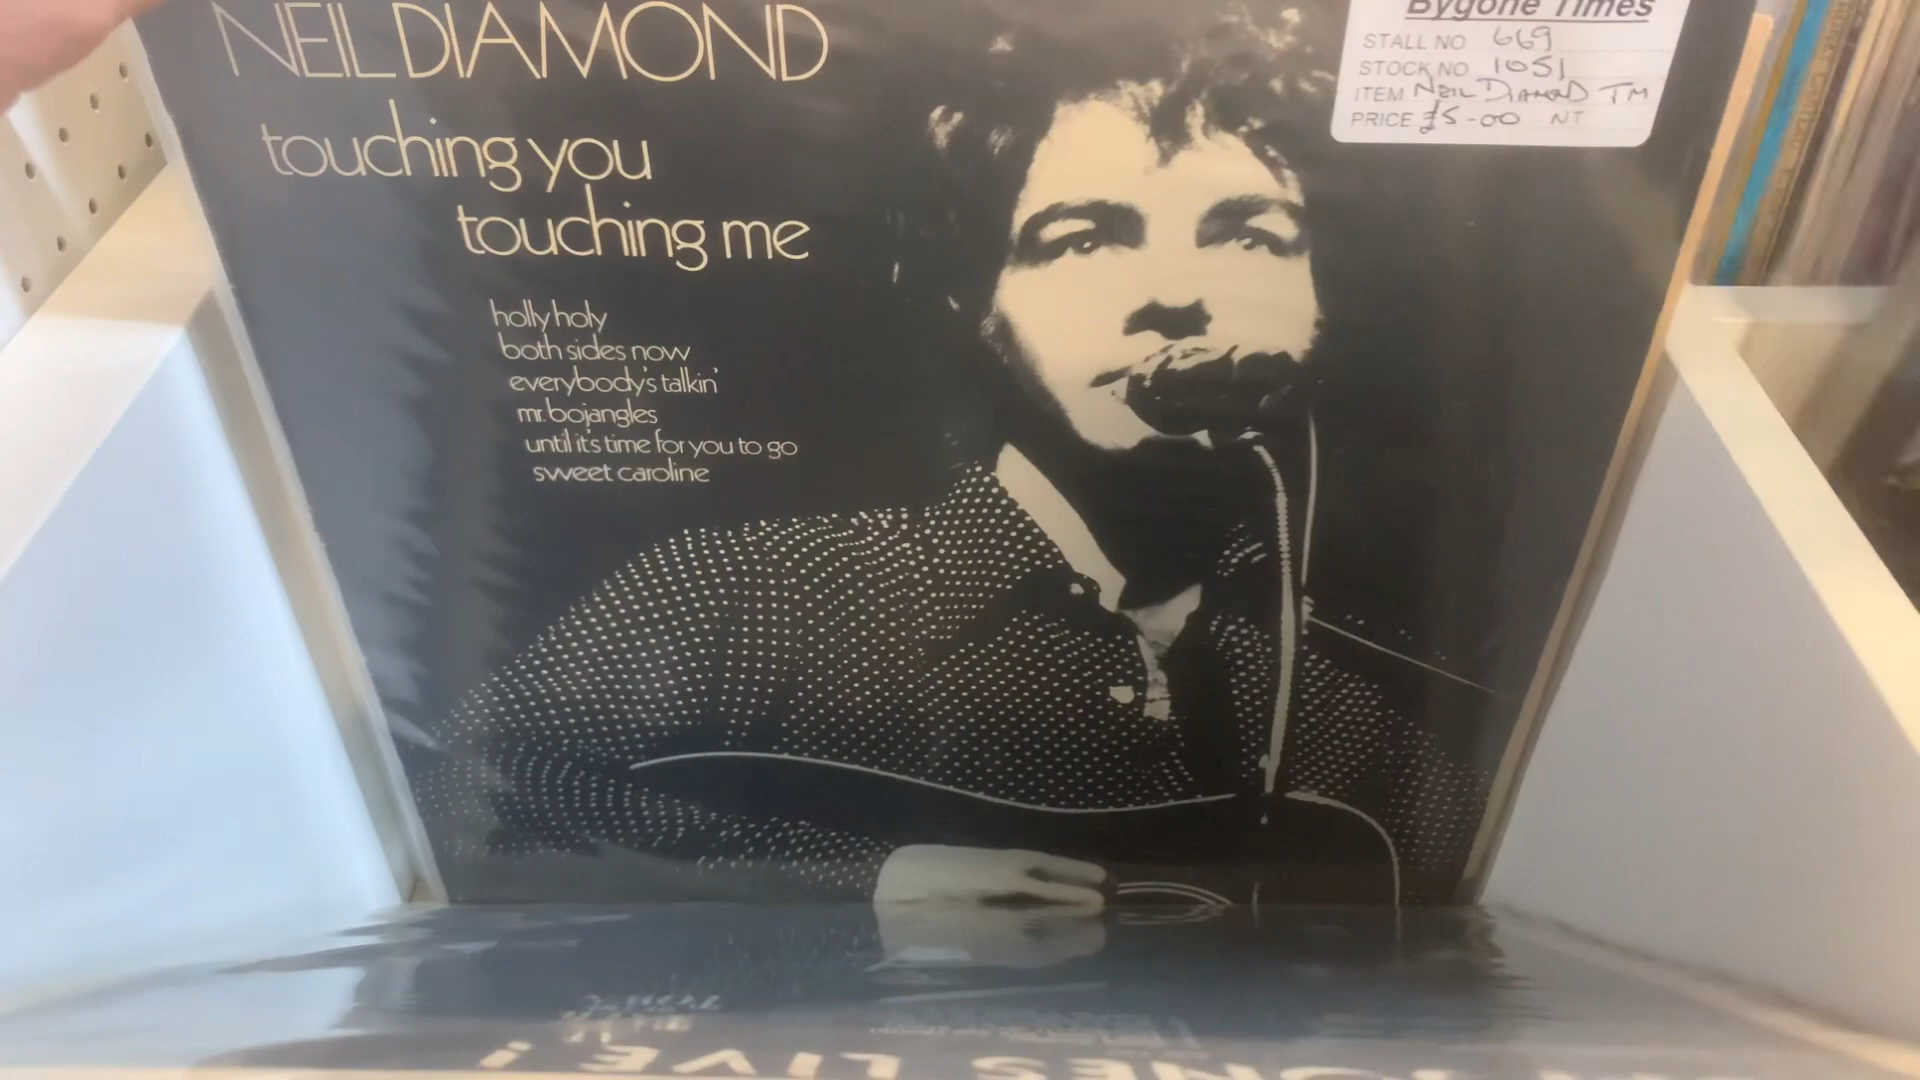 NEIL DIAMOND
touching you
touching me
holly holy
both sides now
everybody's talkin'
mr. bojangles
until it's time for you to go
sweet caroline
Bygone Times
STALL NO 669
STOCK NO 1051
ITEM NEIL DIAMOND TM
PRICE £5-00 NT
ONES LIVE!